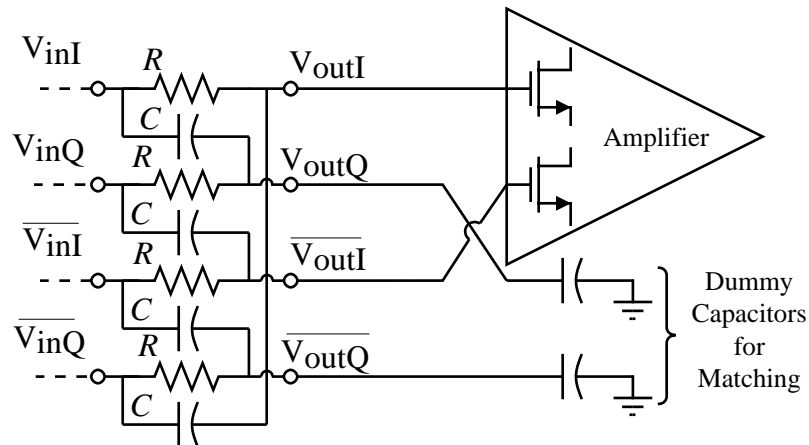 VinI
R
VoutI
C
Amplifier
VinQ
R
VoutQ
C
VinI
R
VoutI
C
Dummy
Capacitors
for
Matching
VinQ
R
VoutQ
C